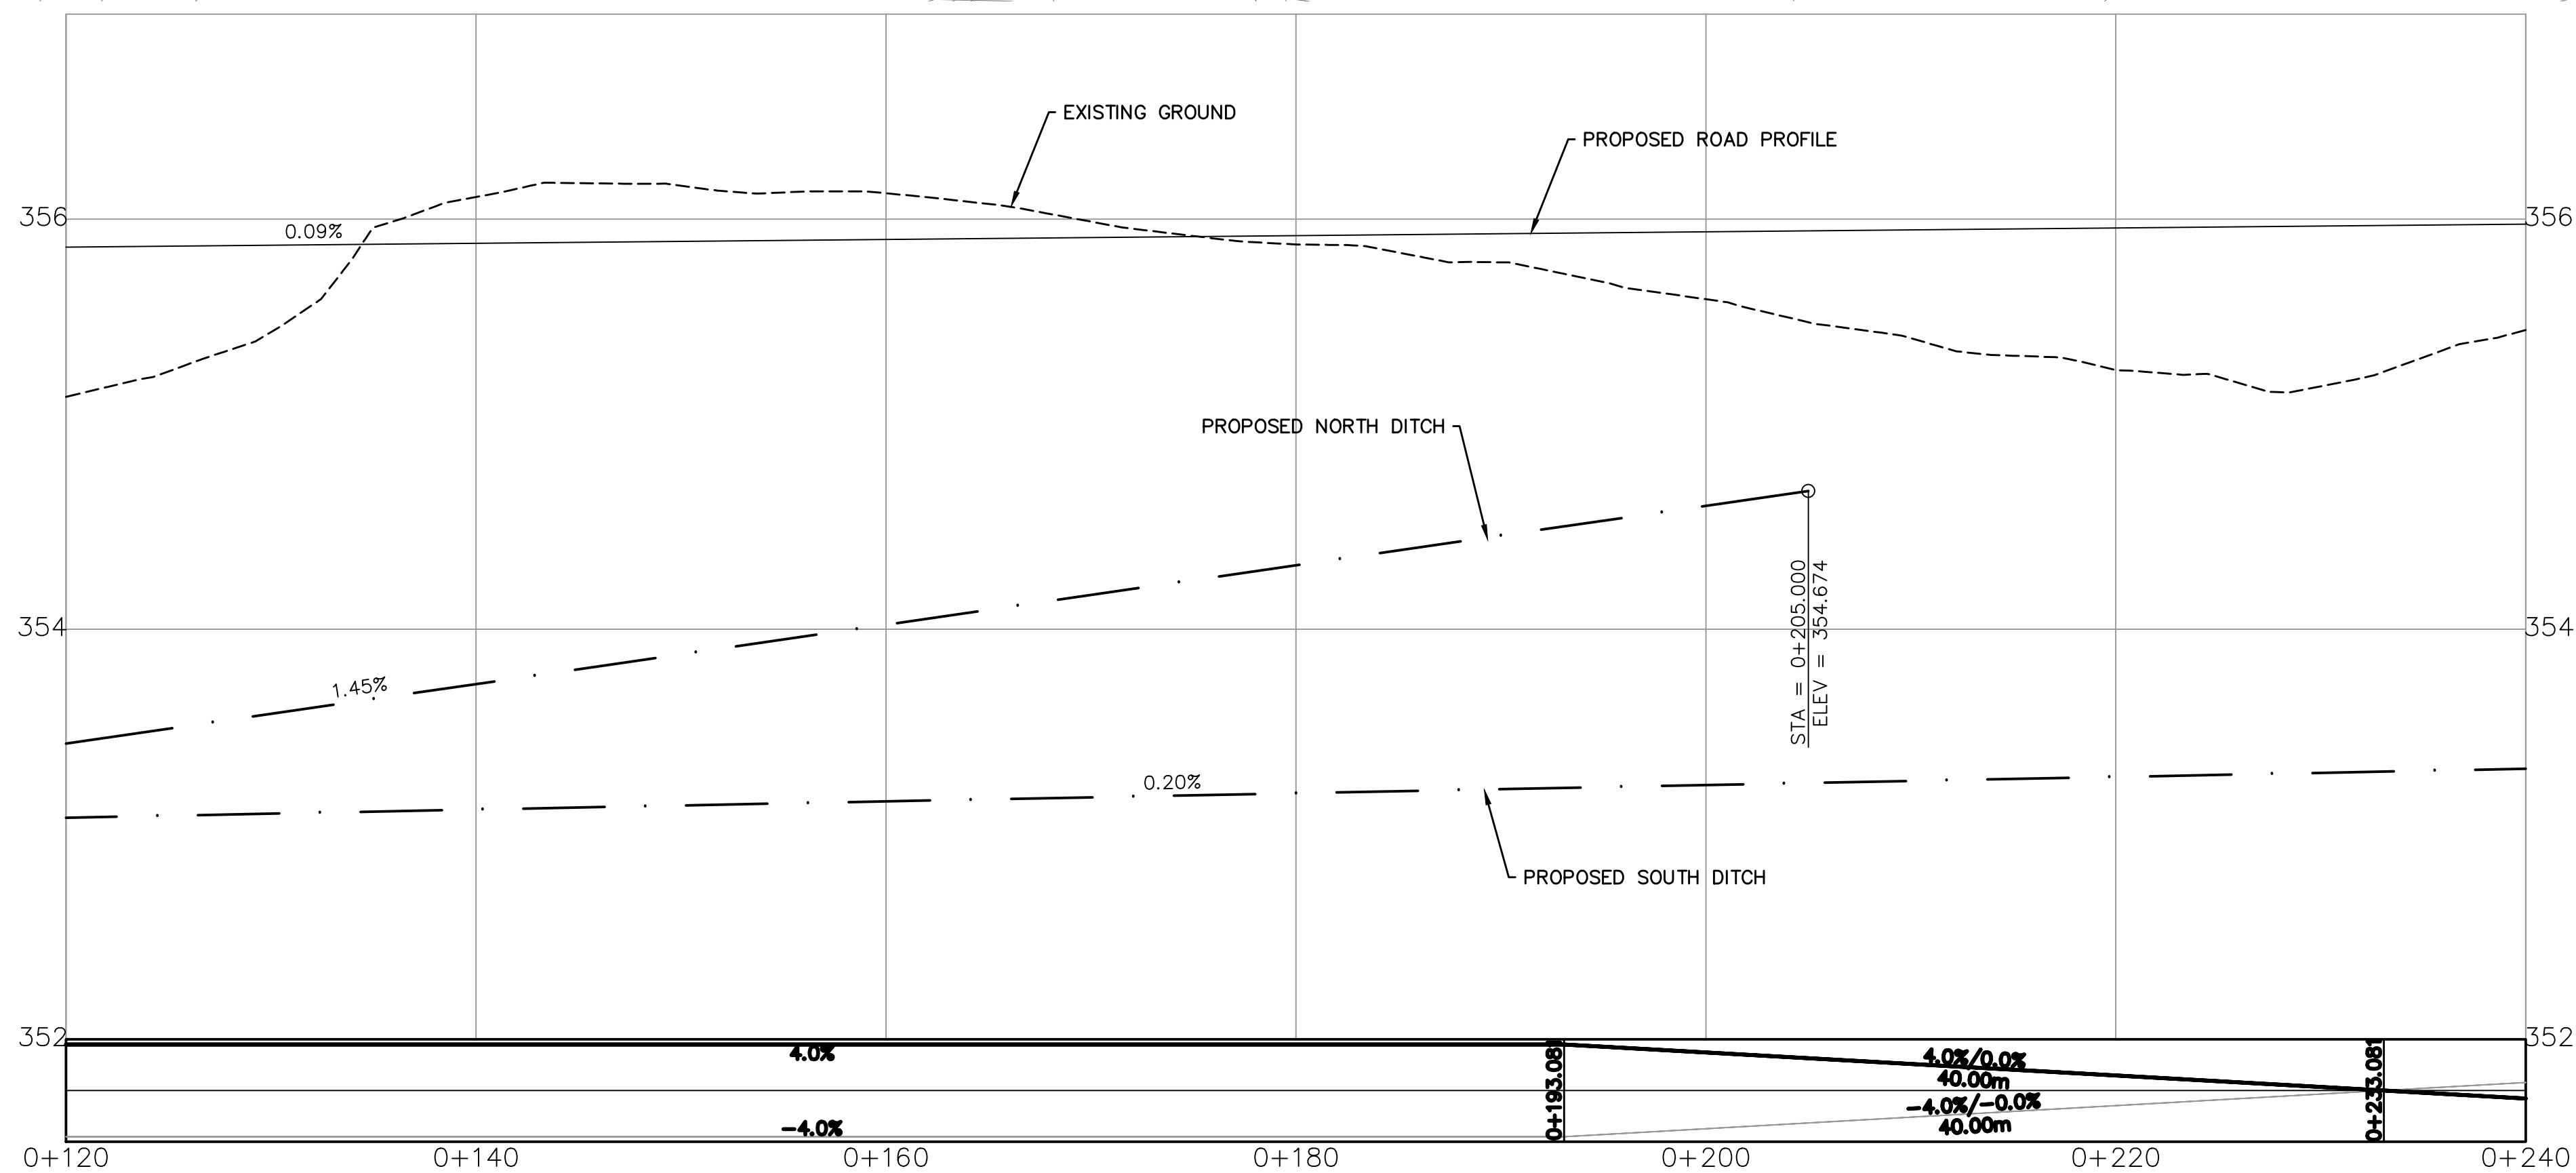 EXISTING GROUND
PROPOSED ROAD PROFILE
356
356
0.09%
PROPOSED NORTH DITCH
STA = 0+205.000
ELEV = 354.674
354
354
1.45%
0.20%
PROPOSED SOUTH DITCH
352
352
4.0%
0+193.081
4.0%/0.0%
40.00m
0+233.081
-4.0%/-0.0%
40.00m
-4.0%
0+120
0+140
0+160
0+180
0+200
0+220
0+240